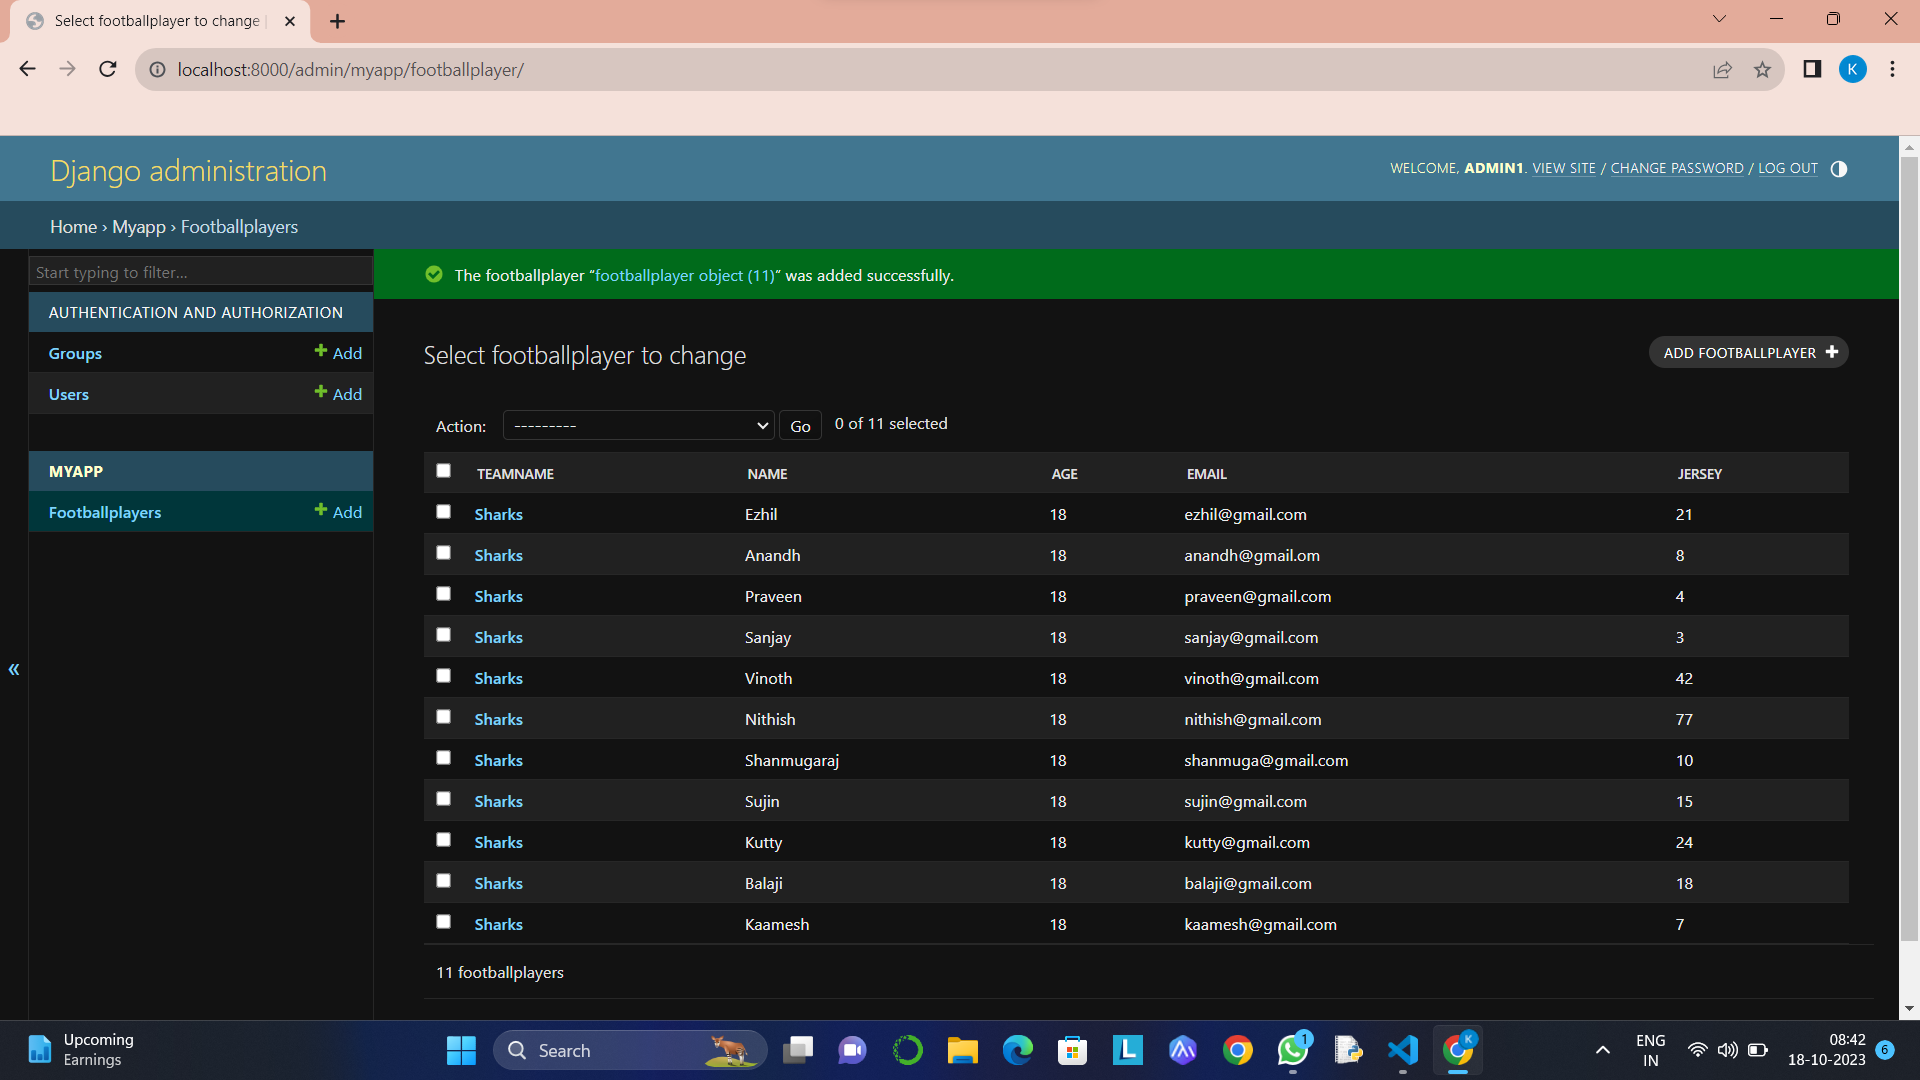 Select footballplayer to change
localhost:8000/admin/myapp/footballplayer/
K
Django administration
WELCOME, ADMIN1. VIEW SITE / CHANGE PASSWORD / LOG OUT
Home › Myapp › Footballplayers
Start typing to filter...
The footballplayer “footballplayer object (11)” was added successfully.
AUTHENTICATION AND AUTHORIZATION
Groups Add
Users Add
MYAPP
Footballplayers Add
Select footballplayer to change
ADD FOOTBALLPLAYER
Action: --------- Go 0 of 11 selected
TEAMNAME NAME AGE EMAIL JERSEY
Sharks Ezhil 18 ezhil@gmail.com 21
Sharks Anandh 18 anandh@gmail.om 8
Sharks Praveen 18 praveen@gmail.com 4
Sharks Sanjay 18 sanjay@gmail.com 3
Sharks Vinoth 18 vinoth@gmail.com 42
Sharks Nithish 18 nithish@gmail.com 77
Sharks Shanmugaraj 18 shanmuga@gmail.com 10
Sharks Sujin 18 sujin@gmail.com 15
Sharks Kutty 18 kutty@gmail.com 24
Sharks Balaji 18 balaji@gmail.com 18
Sharks Kaamesh 18 kaamesh@gmail.com 7
11 footballplayers
«
Upcoming
Earnings
Search
L
1
K
ENG
IN
08:42
18-10-2023
6